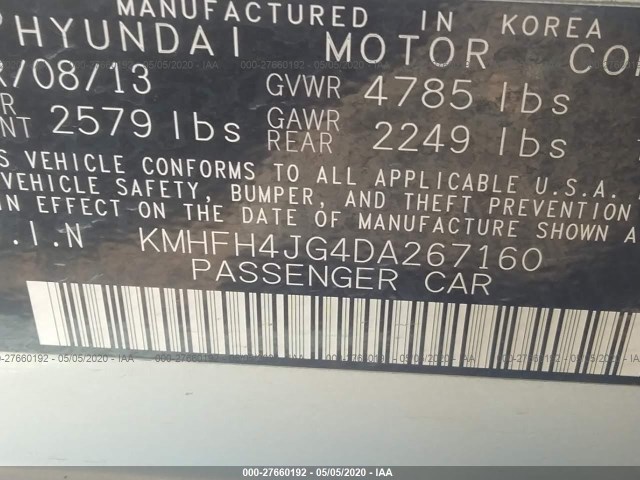 MANUFACTURED IN KOREA
HYUNDAI MOTOR CO
/08/13 GVWR 4785 lbs
2579 lbs GAWR REAR 2249 lbs
VEHICLE CONFORMS TO ALL APPLICABLE U.S.A.
VEHICLE SAFETY, BUMPER, AND THEFT PREVENTION
IN EFFECT ON THE DATE OF MANUFACTURE SHOWN
.I.N KMHFH4JG4DA267160
PASSENGER CAR
000-27660192 - 05/05/2020 - IAA